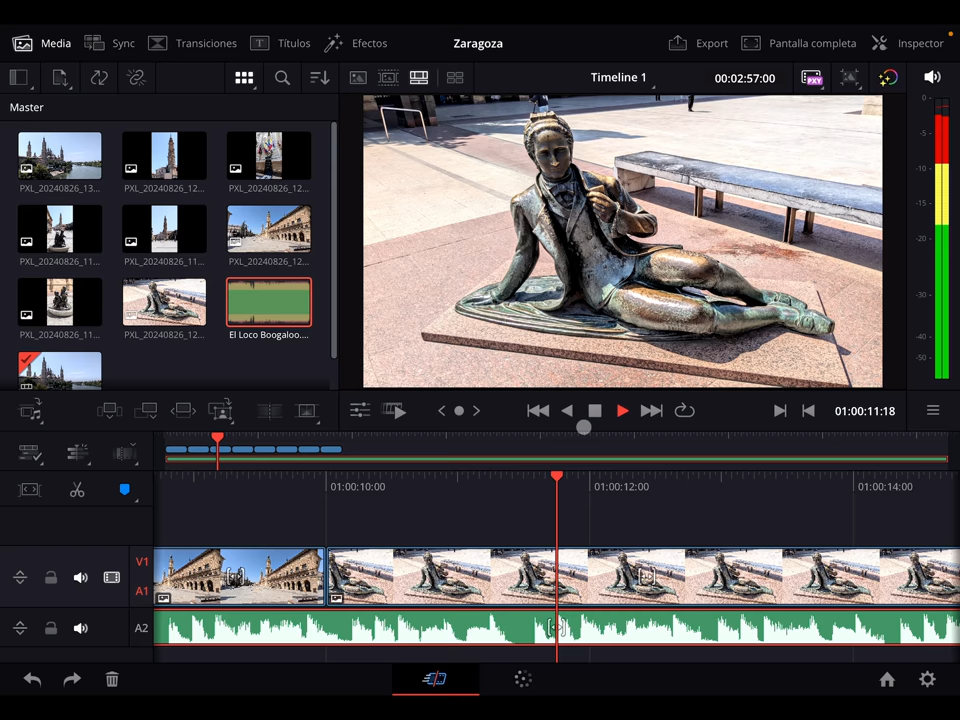 Media Sync Transiciones Títulos Efectos Zaragoza Export Pantalla completa Inspector
Timeline 1 00:02:57:00 PXY
Master
PXL_20240826_13... PXL_20240826_12... PXL_20240826_12...
PXL_20240826_11... PXL_20240826_11... PXL_20240826_12...
PXL_20240826_11... PXL_20240826_12... El Loco Boogaloo....
0
-5
-10
-15
-20
-30
-40
-50
01:00:11:18
01:00:10:00 01:00:12:00 01:00:14:00
V1
A1
A2